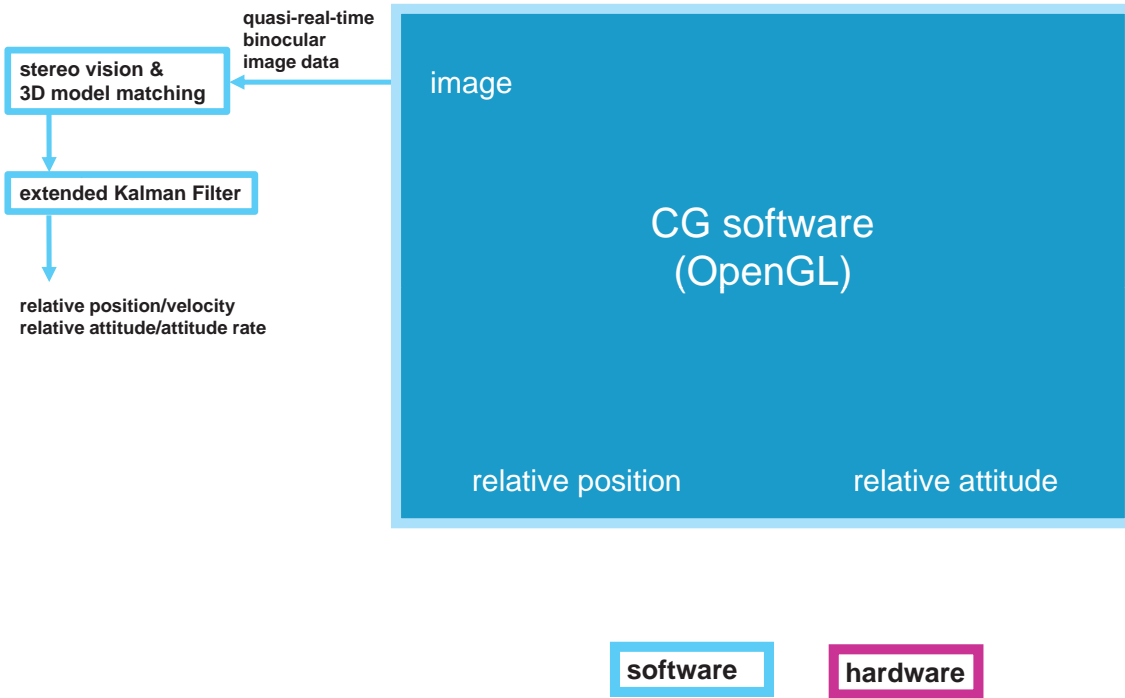 quasi-real-time
binocular
image data
stereo vision &
3D model matching
image
extended Kalman Filter
CG software
(OpenGL)
relative position/velocity
relative attitude/attitude rate
relative position
relative attitude
software
hardware